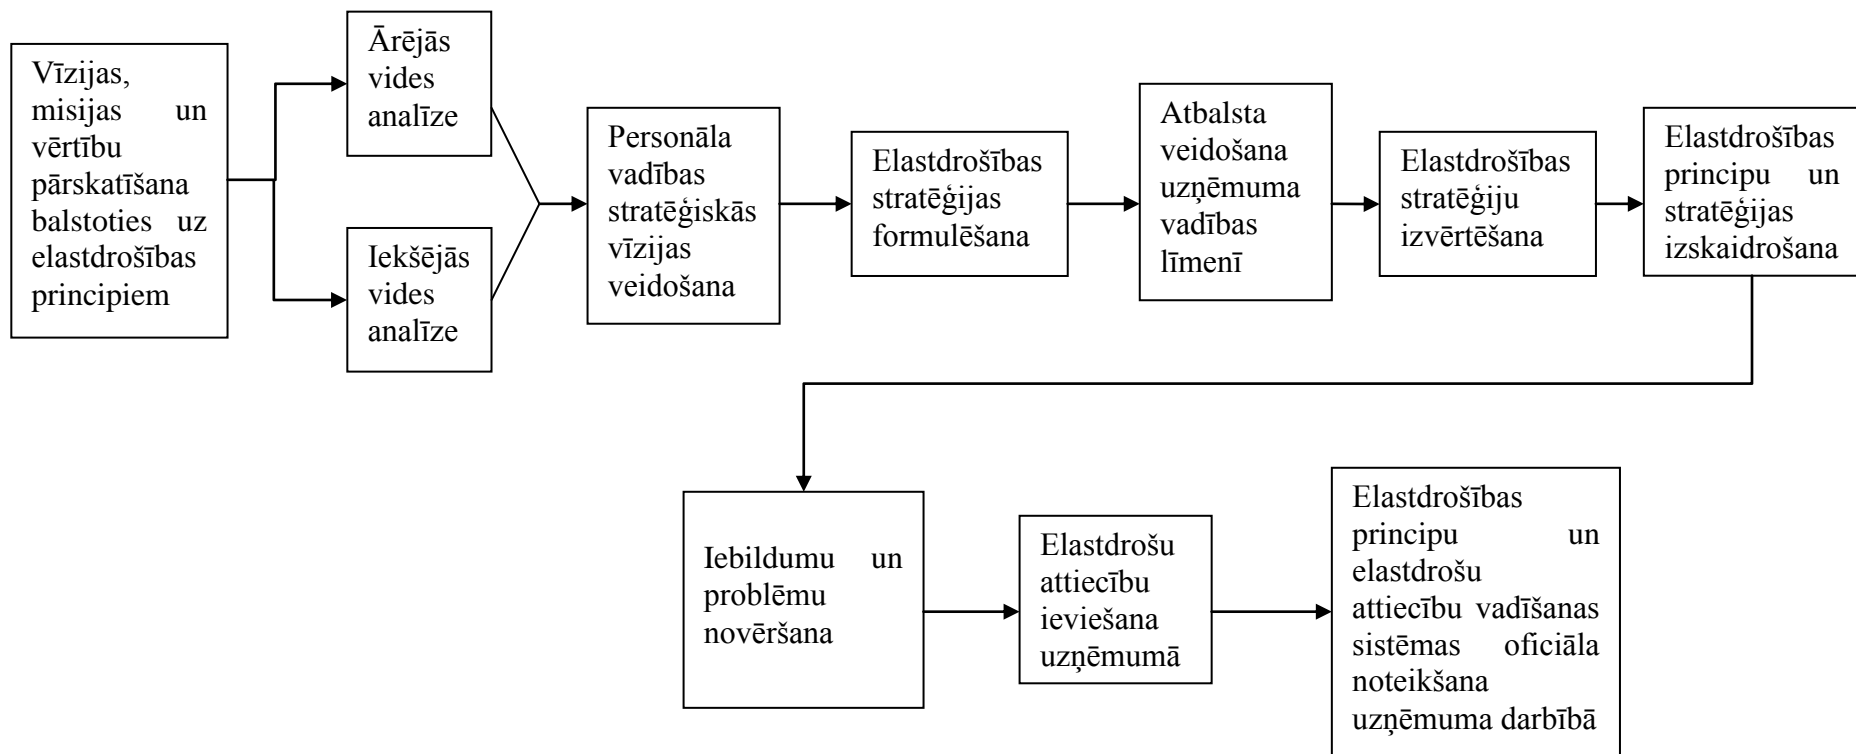 Vīzijas,
misijas un
vērtību
pārskatīšana
balstoties uz
elastdrošības
principiem
Ārējās
vides
analīze
Iekšējās
vides
analīze
Personāla
vadības
stratēģiskās
vīzijas
veidošana
Elastdrošības
stratēģijas
formulēšana
Atbalsta
veidošana
uzņēmuma
vadības
līmenī
Elastdrošības
stratēģiju
izvērtēšana
Elastdrošības
principu un
stratēģijas
izskaidrošana
Iebildumu un
problēmu
novēršana
Elastdrošu
attiecību
ieviešana
uzņēmumā
Elastdrošības
principu un
elastdrošu
attiecību vadīšanas
sistēmas oficiāla
noteikšana
uzņēmuma darbībā